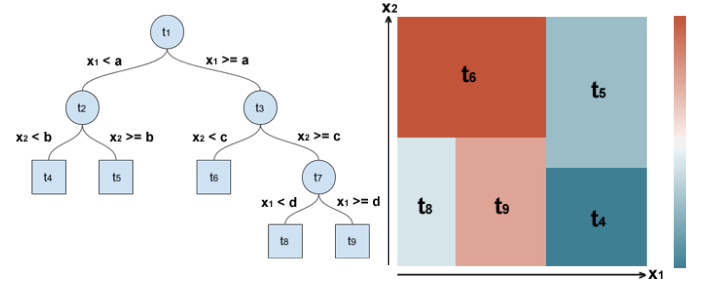 t1
x1 < a
x1 >= a
t2
t3
x2 < b
x2 >= b
x2 < c
x2 >= c
t4
t5
t6
t7
x1 < d
x1 >= d
t8
t9
x2
t6
t5
t8
t9
t4
x1